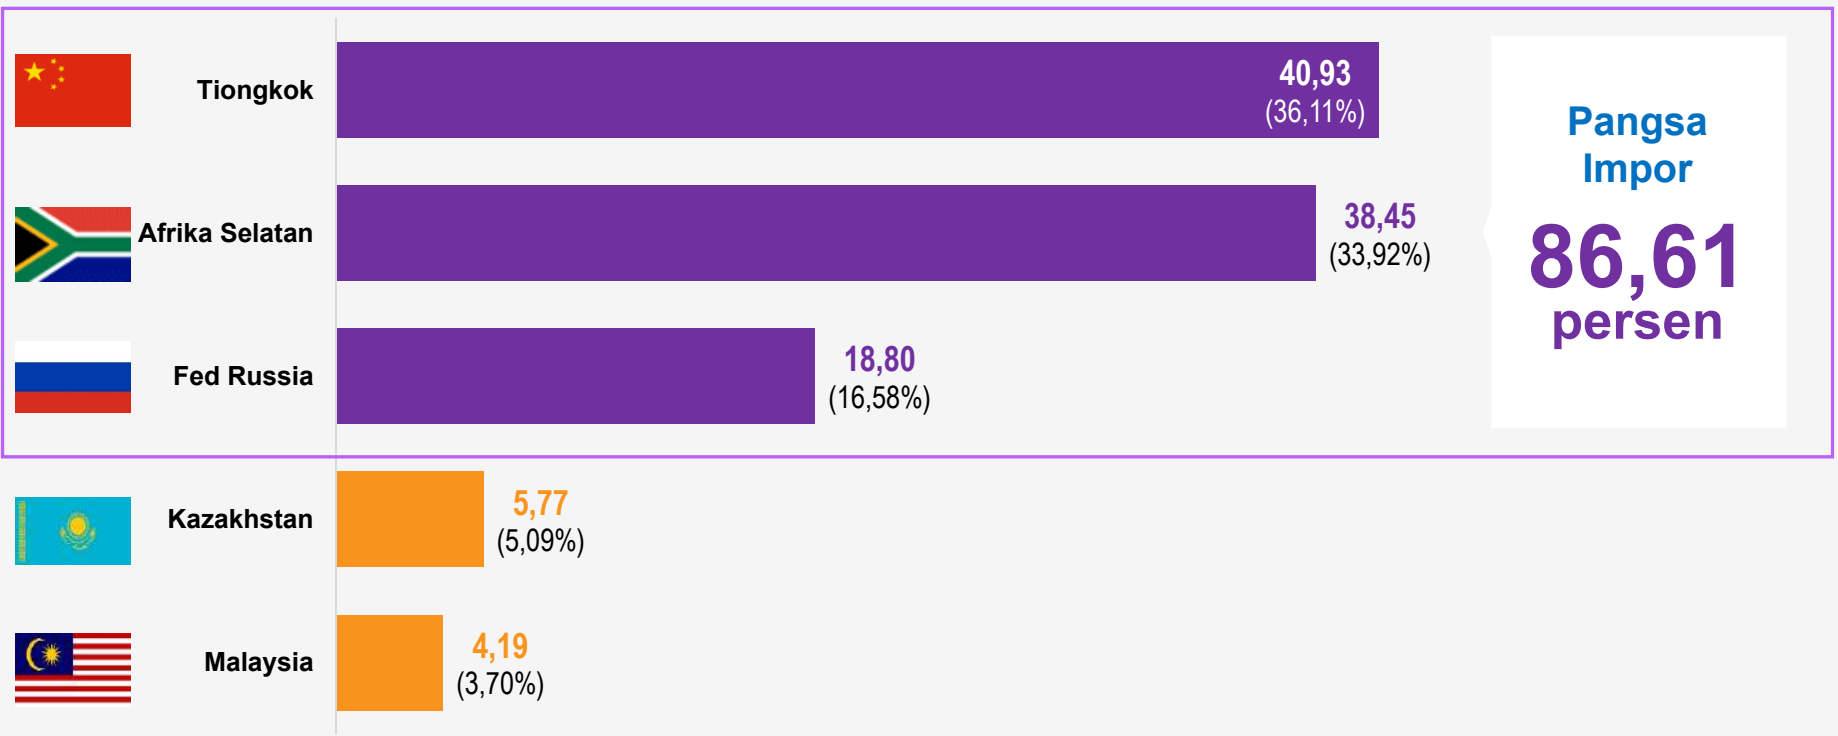 Tiongkok
40,93
(36,11%)
Afrika Selatan
38,45
(33,92%)
Fed Russia
18,80
(16,58%)
Pangsa
Impor
86,61
persen
Kazakhstan
5,77
(5,09%)
Malaysia
4,19
(3,70%)